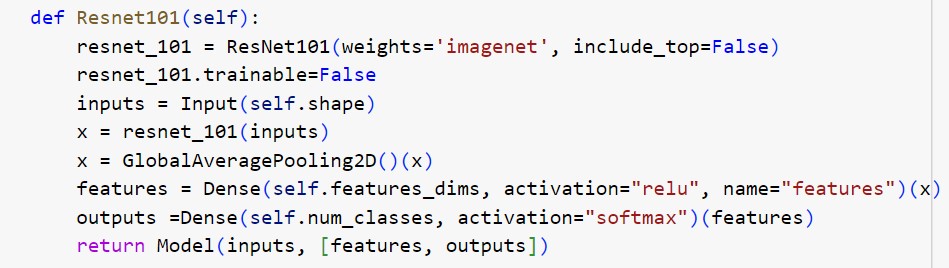 def Resnet101(self):
    resnet_101 = ResNet101(weights='imagenet', include_top=False)
    resnet_101.trainable=False
    inputs = Input(self.shape)
    x = resnet_101(inputs)
    x = GlobalAveragePooling2D()(x)
    features = Dense(self.features_dims, activation="relu", name="features")(x)
    outputs =Dense(self.num_classes, activation="softmax")(features)
    return Model(inputs, [features, outputs])